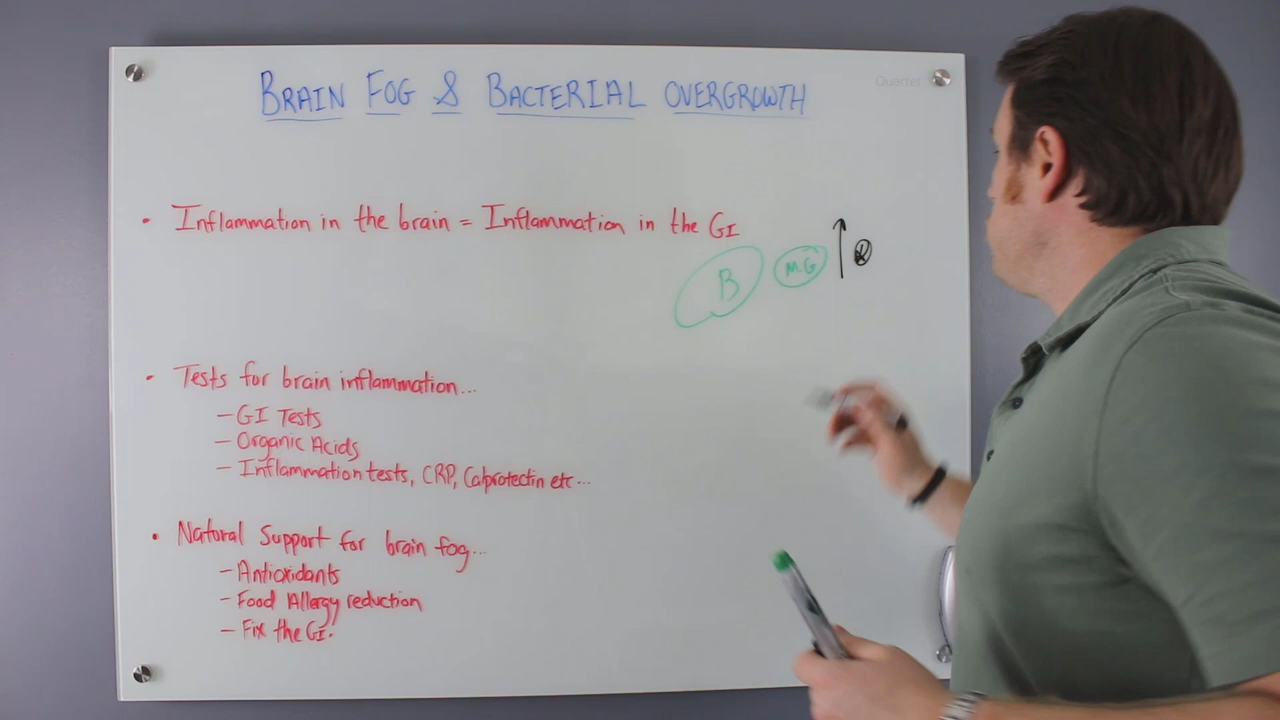 BRAIN FOG & BACTERIAL OVERGROWTH
Quartet
• Inflammation in the brain = Inflammation in the GI
B
M.G
• Tests for brain inflammation...
– GI Tests
– Organic Acids
– Inflammation tests, CRP, Calprotectin etc...
• Natural Support for brain fog...
– Antioxidants
– Food Allergy reduction
– Fix the GI.